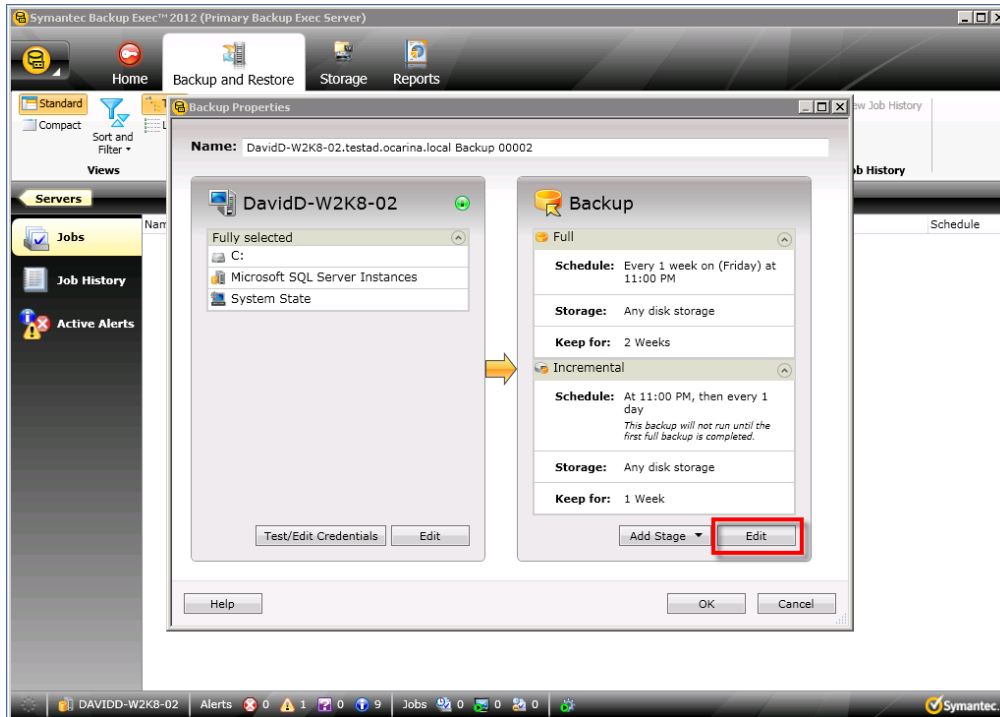 Symantec Backup Exec™ 2012 (Primary Backup Exec Server)
Home
Backup and Restore
Storage
Reports
Standard
Compact
Sort and
Filter
Views
Job History
Servers
Jobs
Job History
Active Alerts
Schedule
Backup Properties
Name: DavidD-W2K8-02.testad.ocarina.local Backup 00002
DavidD-W2K8-02
Fully selected
C:
Microsoft SQL Server Instances
System State
Test/Edit Credentials
Edit
Backup
Full
Schedule: Every 1 week on (Friday) at
11:00 PM
Storage: Any disk storage
Keep for: 2 Weeks
Incremental
Schedule: At 11:00 PM, then every 1
day
This backup will not run until the
first full backup is completed.
Storage: Any disk storage
Keep for: 1 Week
Add Stage
Edit
Help
OK
Cancel
DAVIDD-W2K8-02
Alerts 0 1 0 9
Jobs 0 0 0
Symantec.